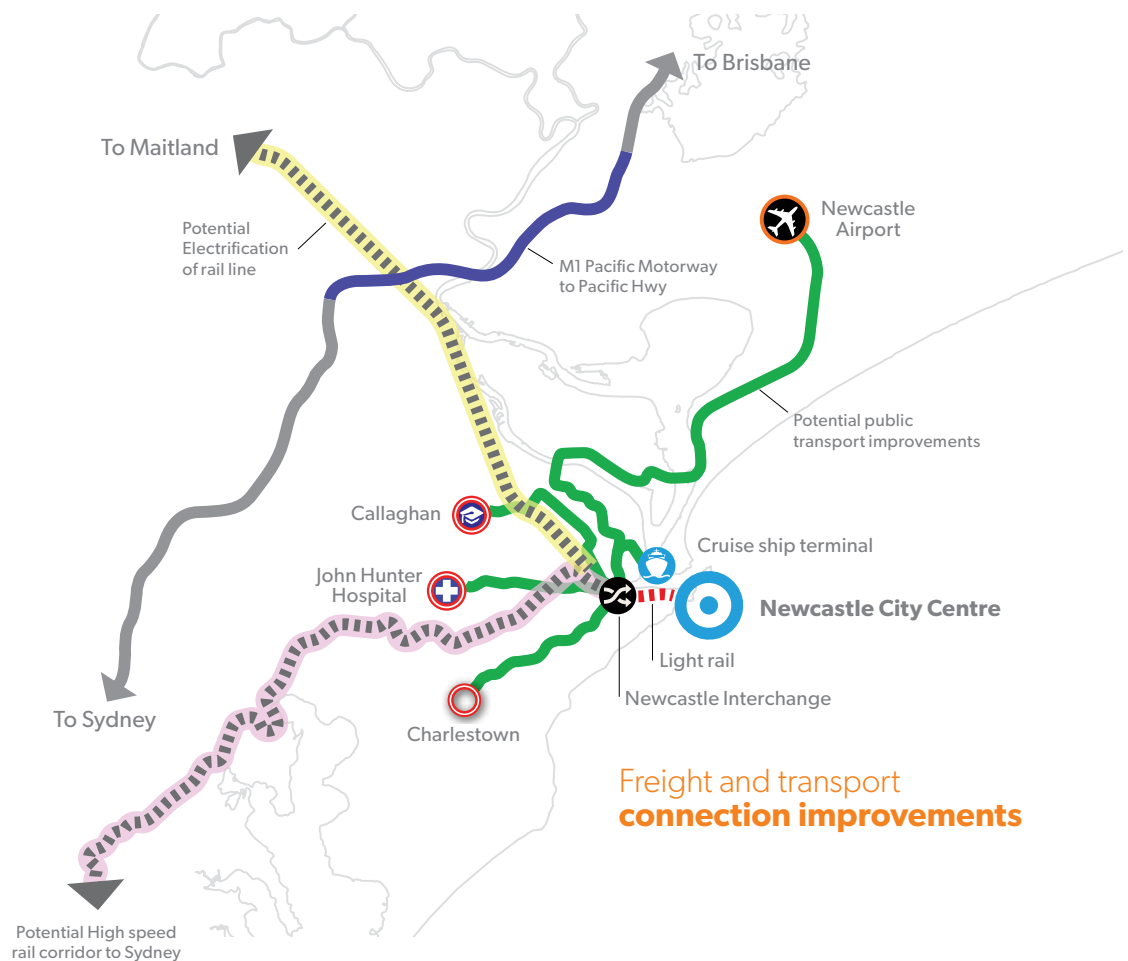 To Brisbane
To Maitland
Newcastle
Airport
Potential
Electrification
of rail line
M1 Pacific Motorway
to Pacific Hwy
Potential public
transport improvements
Callaghan
Cruise ship terminal
John Hunter
Hospital
Newcastle City Centre
Light rail
Newcastle Interchange
To Sydney
Charlestown
Freight and transport
connection improvements
Potential High speed
rail corridor to Sydney